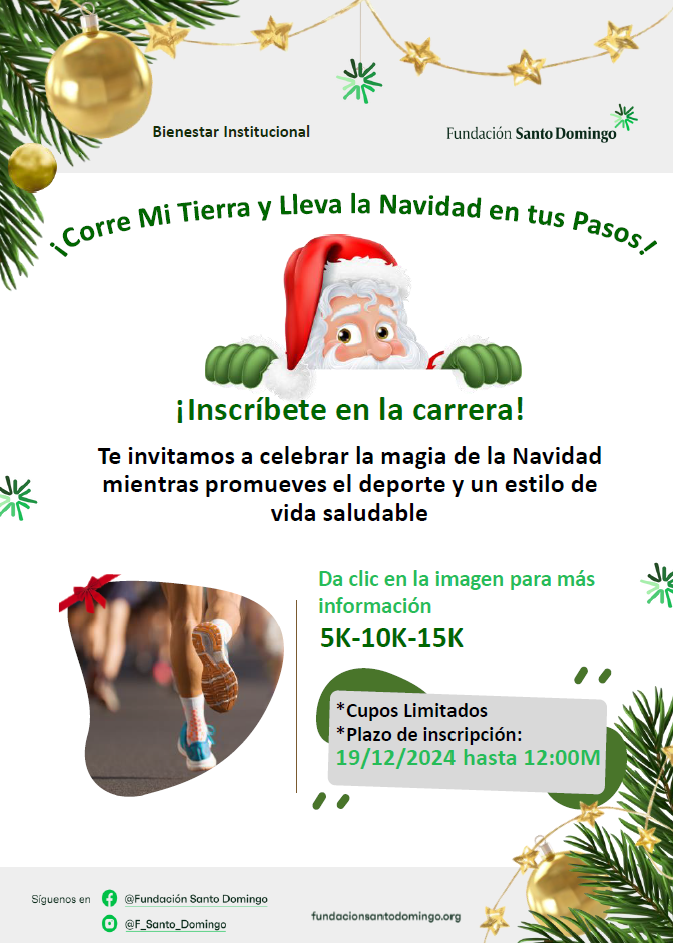 Bienestar Institucional
Fundación Santo Domingo
¡Corre Mi Tierra y Lleva la Navidad en tus Pasos!
¡Inscríbete en la carrera!
Te invitamos a celebrar la magia de la Navidad
mientras promueves el deporte y un estilo de
vida saludable
Da clic en la imagen para más
información
5K-10K-15K
*Cupos Limitados
*Plazo de inscripción:
19/12/2024 hasta 12:00M
Síguenos en
@Fundación Santo Domingo
@F_Santo_Domingo
fundacionsantodomingo.org